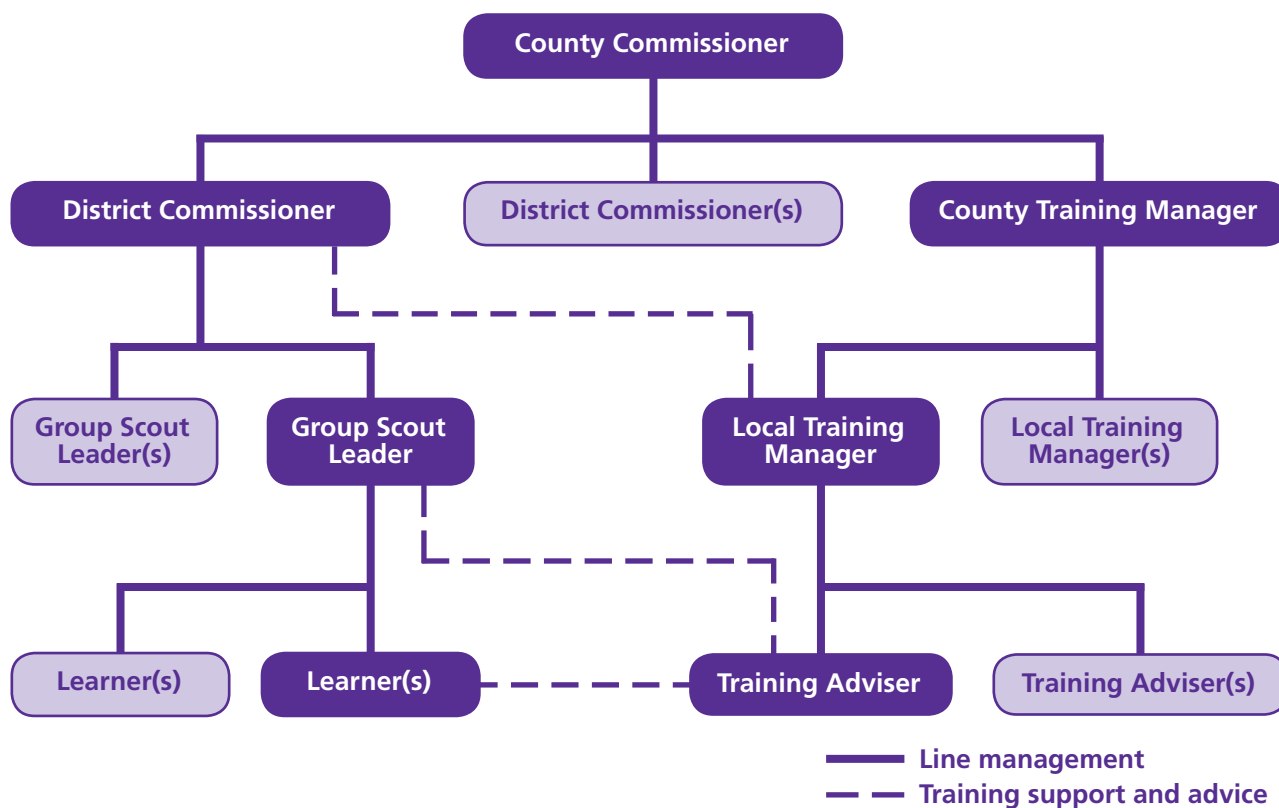 County Commissioner
District Commissioner
District Commissioner(s)
County Training Manager
Group Scout
Leader(s)
Group Scout
Leader
Local Training
Manager
Local Training
Manager(s)
Learner(s)
Learner(s)
Training Adviser
Training Adviser(s)
Line management
Training support and advice